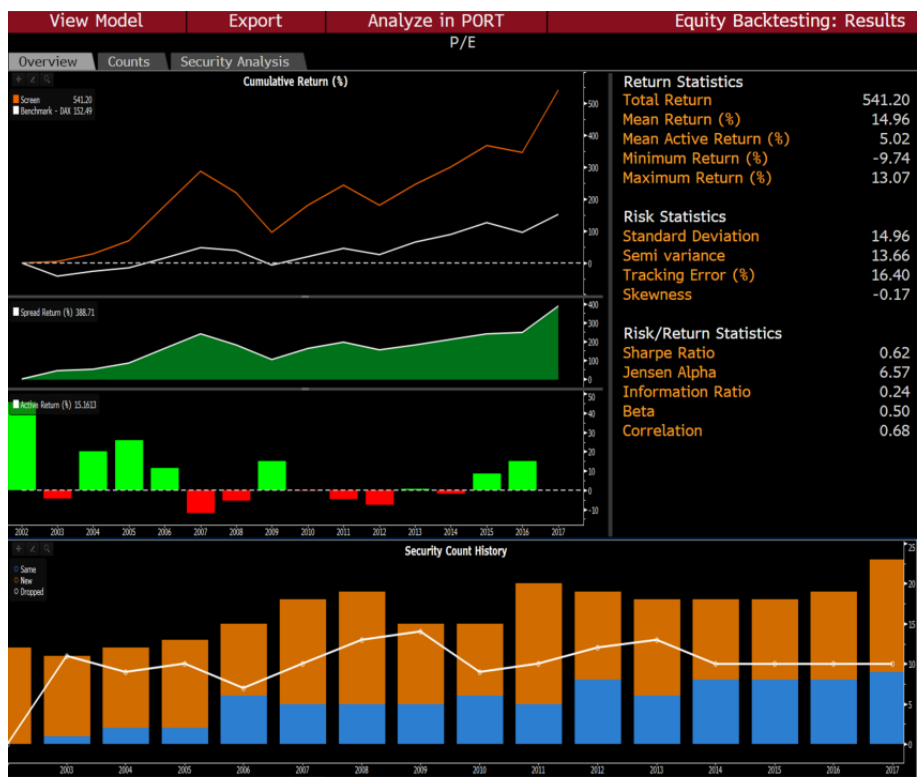 View Model Export Analyze in PORT Equity Backtesting: Results
P/E
Overview Counts Security Analysis
Cumulative Return (%)
Screen 541.20
Benchmark - DAX 152.49
500
400
300
200
100
0
Spread Return (%) 388.71
400
300
200
100
0
Active Return (%) 15.1613
50
40
30
20
10
0
-10
2002 2003 2004 2005 2006 2007 2008 2009 2010 2011 2012 2013 2014 2015 2016 2017
Return Statistics
Total Return 541.20
Mean Return (%) 14.96
Mean Active Return (%) 5.02
Minimum Return (%) -9.74
Maximum Return (%) 13.07
Risk Statistics
Standard Deviation 14.96
Semi variance 13.66
Tracking Error (%) 16.40
Skewness -0.17
Risk/Return Statistics
Sharpe Ratio 0.62
Jensen Alpha 6.57
Information Ratio 0.24
Beta 0.50
Correlation 0.68
Security Count History
Same
New
Dropped
25
20
15
10
5
0
2003 2004 2005 2006 2007 2008 2009 2010 2011 2012 2013 2014 2015 2016 2017